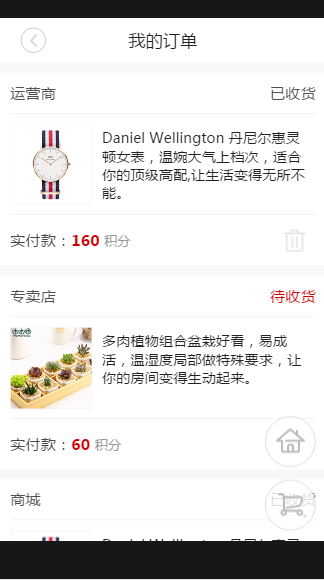 我的订单
运营商 已收货
Daniel Wellington 丹尼尔惠灵
顿女表，温婉大气上档次，适合
你的顶级高配,让生活变得无所不
能。
实付款：160 积分
专卖店 待收货
多肉植物组合盆栽好看，易成
活，温湿度局部做特殊要求，让
你的房间变得生动起来。
实付款：60 积分
商城 已收货
Daniel Wellington 丹尼尔惠灵